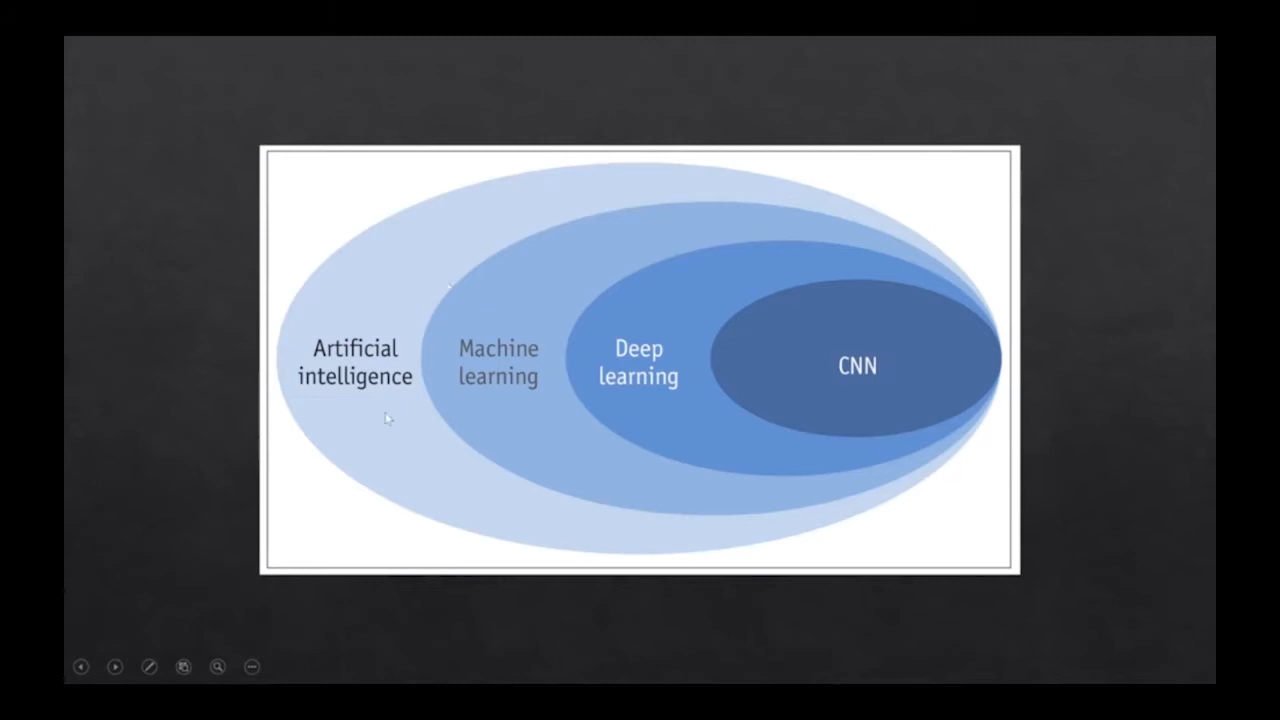 Artificial
intelligence
Machine
learning
Deep
learning
CNN